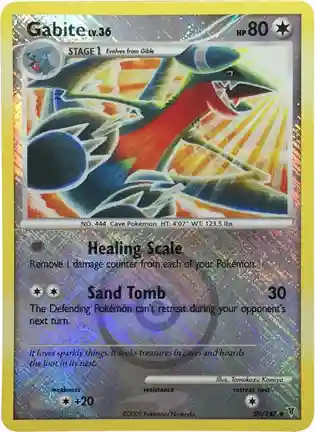 Gabite LV.36 HP 80
STAGE 1 Evolves from Gible
NO. 444 Cave Pokémon HT: 4'07" WT: 123.5 lbs.
Healing Scale
Remove 1 damage counter from each of your Pokémon.
Sand Tomb 30
The Defending Pokémon can't retreat during your opponent's
next turn.
It loves sparkly things. It seeks treasures in caves and hoards
the loot in its nest.
Illus. Tomokazu Komiya
weakness resistance retreat cost
+20
©2009 Pokémon/Nintendo